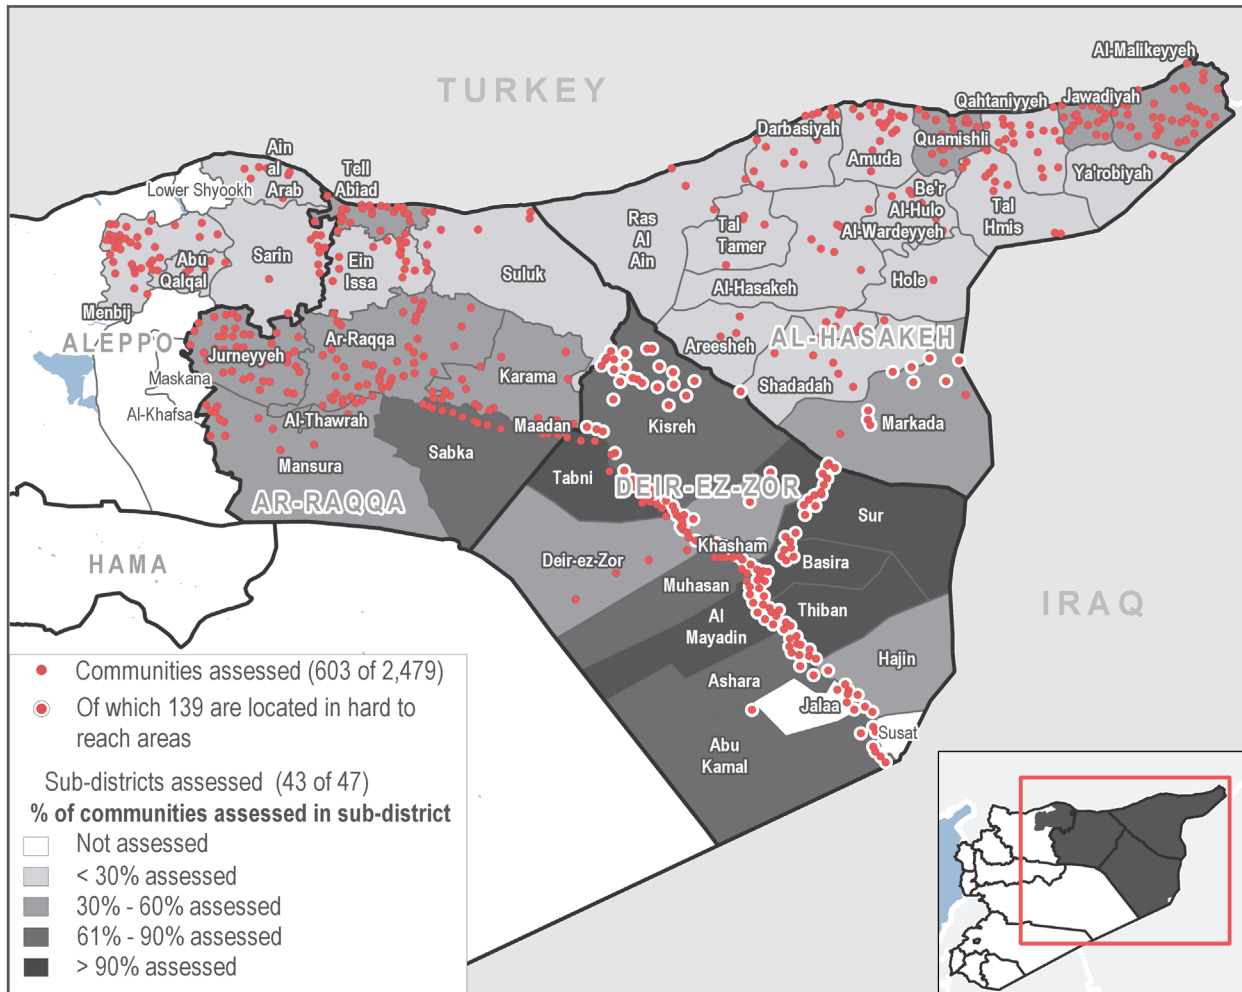 Al-Malikeyyeh
TURKEY
Qahtaniyyeh
Jawadiyah
Darbasiyah
Quamishli
Ain
al
Arab
Tell
Abiad
Amuda
Ya'robiyah
Lower Shyookh
Be'r
Al-Hulo
Al-Wardeyyeh
Tal
Hmis
Ras
Al
Ain
Tal
Tamer
Abu
Qalqal
Sarin
Ein
Issa
Suluk
Hole
Al-Hasakeh
Menbij
ALEPPO
Ar-Raqqa
AL-HASAKEH
Jurneyyeh
Areesheh
Maskana
Karama
Shadadah
Al-Khafsa
Al-Thawrah
Maadan
Kisreh
Markada
Sabka
Mansura
Tabni
DEIR-EZ-ZOR
AR-RAQQA
Sur
Khasham
HAMA
Deir-ez-Zor
Basira
Muhasan
IRAQ
Thiban
Al
Mayadin
Hajin
Ashara
Jalaa
Susat
Abu
Kamal
Communities assessed (603 of 2,479)
Of which 139 are located in hard to
reach areas
Sub-districts assessed (43 of 47)
% of communities assessed in sub-district
Not assessed
< 30% assessed
30% - 60% assessed
61% - 90% assessed
> 90% assessed